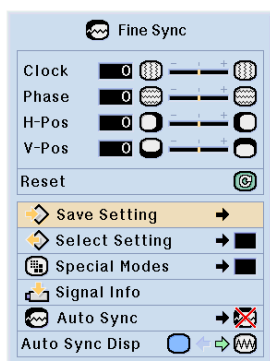 Fine Sync
Clock 0
Phase 0
H-Pos 0
V-Pos 0
Reset
Save Setting
Select Setting
Special Modes
Signal Info
Auto Sync
Auto Sync Disp